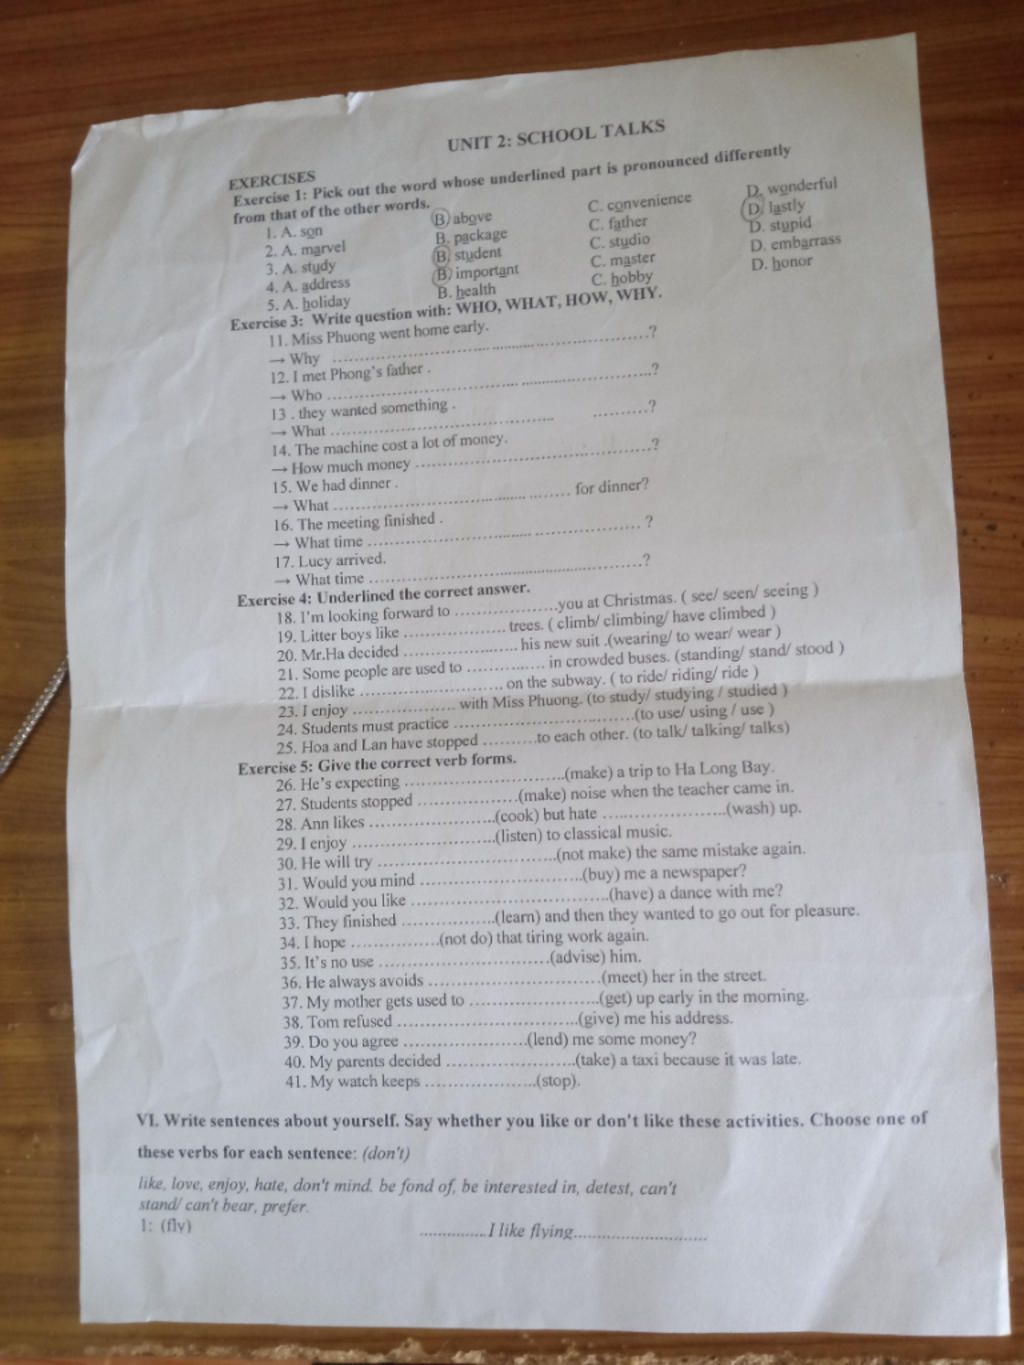 UNIT 2: SCHOOL TALKS
EXERCISES
Exercise 1: Pick out the word whose underlined part is pronounced differently
from that of the other words.
1. A. son B. above C. convenience D. wonderful
2. A. marvel B. package C. father D. lastly
3. A. study B. student C. studio D. stupid
4. A. address B. important C. master D. embarrass
5. A. holiday B. health C. hobby D. honor
Exercise 3: Write question with: WHO, WHAT, HOW, WHY.
11. Miss Phuong went home early.
→ Why ..............................................................?
12. I met Phong's father .
→ Who ..............................................................?
13 . they wanted something .
→ What .......................................... ..........?
14. The machine cost a lot of money.
→ How much money ..............................................?
15. We had dinner .
→ What .............................................. for dinner?
16. The meeting finished .
→ What time .................................................... ?
17. Lucy arrived.
→ What time ....................................................?
Exercise 4: Underlined the correct answer.
18. I'm looking forward to ....................you at Christmas. ( see/ seen/ seeing )
19. Litter boys like .................... trees. ( climb/ climbing/ have climbed )
20. Mr.Ha decided ....................... his new suit .(wearing/ to wear/ wear )
21. Some people are used to ............... in crowded buses. (standing/ stand/ stood )
22. I dislike ............................. on the subway. ( to ride/ riding/ ride )
23. I enjoy ..................... with Miss Phuong. (to study/ studying / studied )
24. Students must practice ...................................(to use/ using / use )
25. Hoa and Lan have stopped ..........to each other. (to talk/ talking/ talks)
Exercise 5: Give the correct verb forms.
26. He's expecting ................................(make) a trip to Ha Long Bay.
27. Students stopped ....................(make) noise when the teacher came in.
28. Ann likes .........................(cook) but hate .........................(wash) up.
29. I enjoy .............................(listen) to classical music.
30. He will try ....................................(not make) the same mistake again.
31. Would you mind .................................(buy) me a newspaper?
32. Would you like ........................................(have) a dance with me?
33. They finished ...................(learn) and then they wanted to go out for pleasure.
34. I hope ..................(not do) that tiring work again.
35. It's no use ...................................(advise) him.
36. He always avoids ...................................(meet) her in the street.
37. My mother gets used to ..........................(get) up early in the morning.
38. Tom refused ....................................(give) me his address.
39. Do you agree .........................(lend) me some money?
40. My parents decided ..........................(take) a taxi because it was late.
41. My watch keeps ......................(stop).
VI. Write sentences about yourself. Say whether you like or don't like these activities. Choose one of
these verbs for each sentence: (don't)
like, love, enjoy, hate, don't mind. be fond of, be interested in, detest, can't
stand/ can't bear, prefer.
1: (fly) ...............I like flying..............................